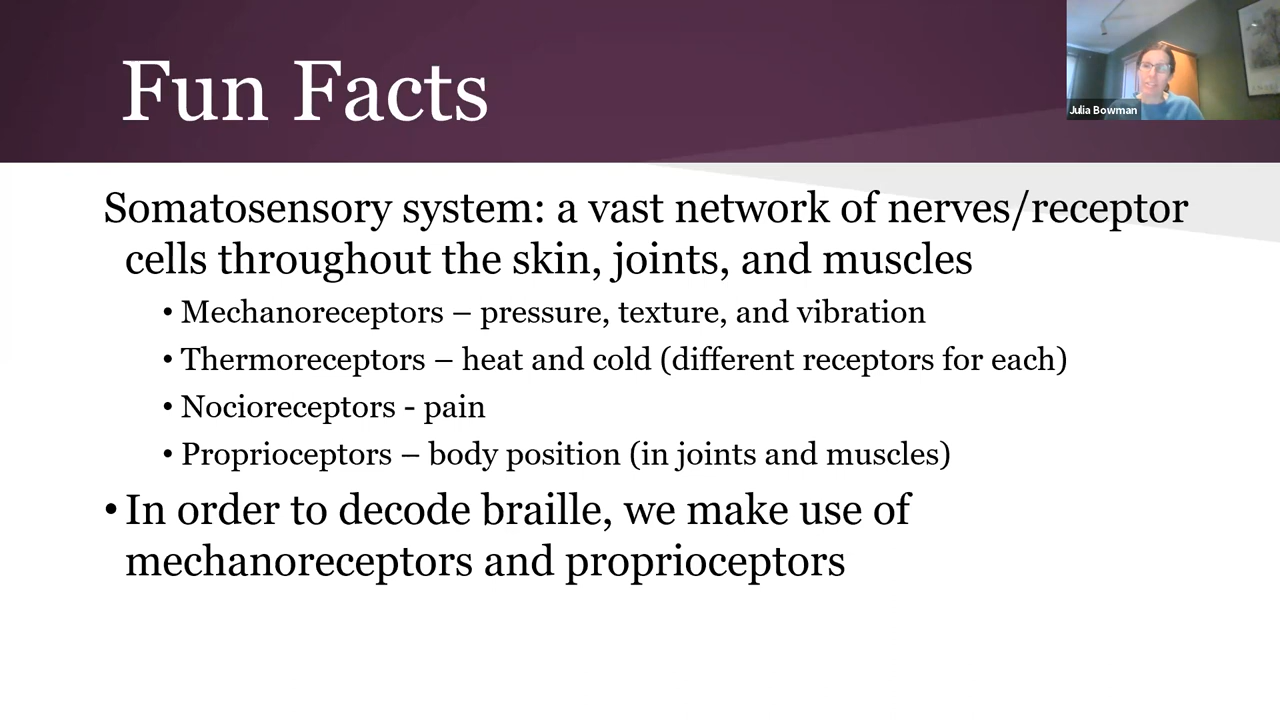 Fun Facts
Julia Bowman
Somatosensory system: a vast network of nerves/receptor
cells throughout the skin, joints, and muscles
• Mechanoreceptors – pressure, texture, and vibration
• Thermoreceptors – heat and cold (different receptors for each)
• Nocioreceptors - pain
• Proprioceptors – body position (in joints and muscles)
• In order to decode braille, we make use of
mechanoreceptors and proprioceptors